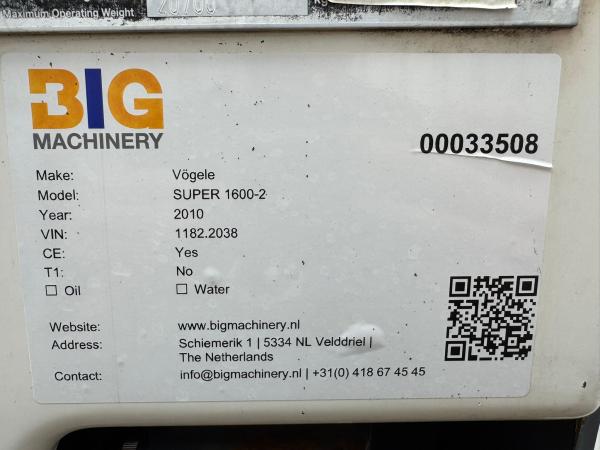 Maximum Operating Weight
BIG
MACHINERY
00033508
Make: Vögele
Model: SUPER 1600-2
Year: 2010
VIN: 1182.2038
CE: Yes
T1: No
☐ Oil ☐ Water
Website: www.bigmachinery.nl
Address: Schiemerik 1 | 5334 NL Velddriel |
The Netherlands
Contact: info@bigmachinery.nl | +31(0) 418 67 45 45